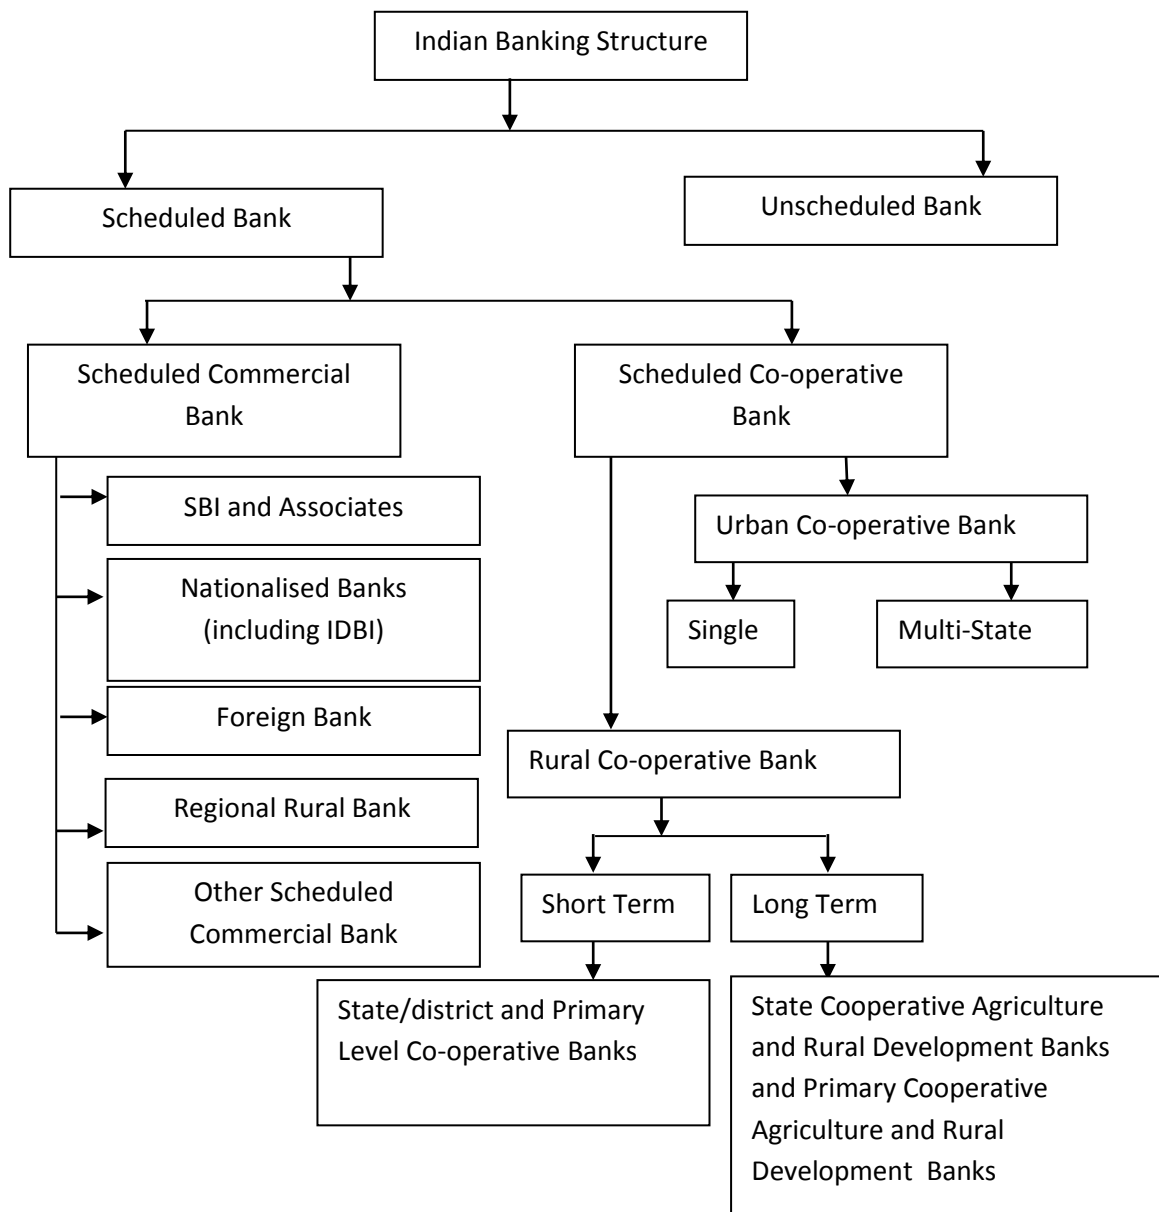 Indian Banking Structure
Scheduled Bank
Unscheduled Bank
Scheduled Commercial
Bank
Scheduled Co-operative
Bank
SBI and Associates
Urban Co-operative Bank
Nationalised Banks
(including IDBI)
Single
Multi-State
Foreign Bank
Rural Co-operative Bank
Regional Rural Bank
Other Scheduled
Commercial Bank
Short Term
Long Term
State/district and Primary
Level Co-operative Banks
State Cooperative Agriculture
and Rural Development Banks
and Primary Cooperative
Agriculture and Rural
Development  Banks